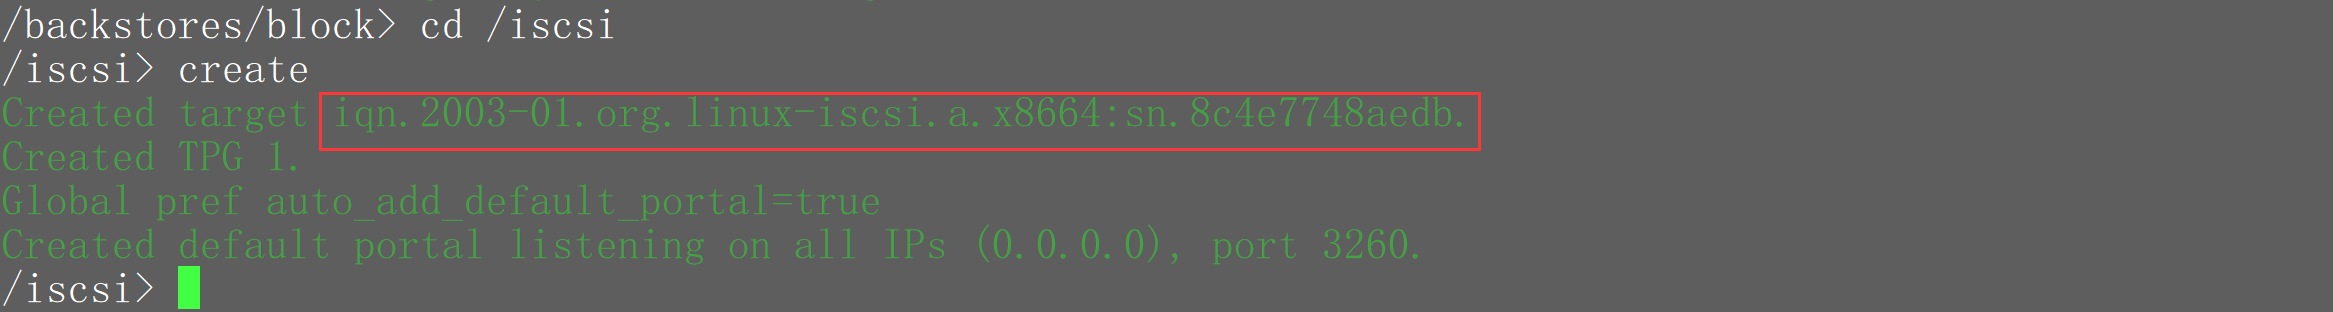 /backstores/block> cd /iscsi
/iscsi> create
Created target iqn.2003-01.org.linux-iscsi.a.x8664:sn.8c4e7748aedb.
Created TPG 1.
Global pref auto_add_default_portal=true
Created default portal listening on all IPs (0.0.0.0), port 3260.
/iscsi>